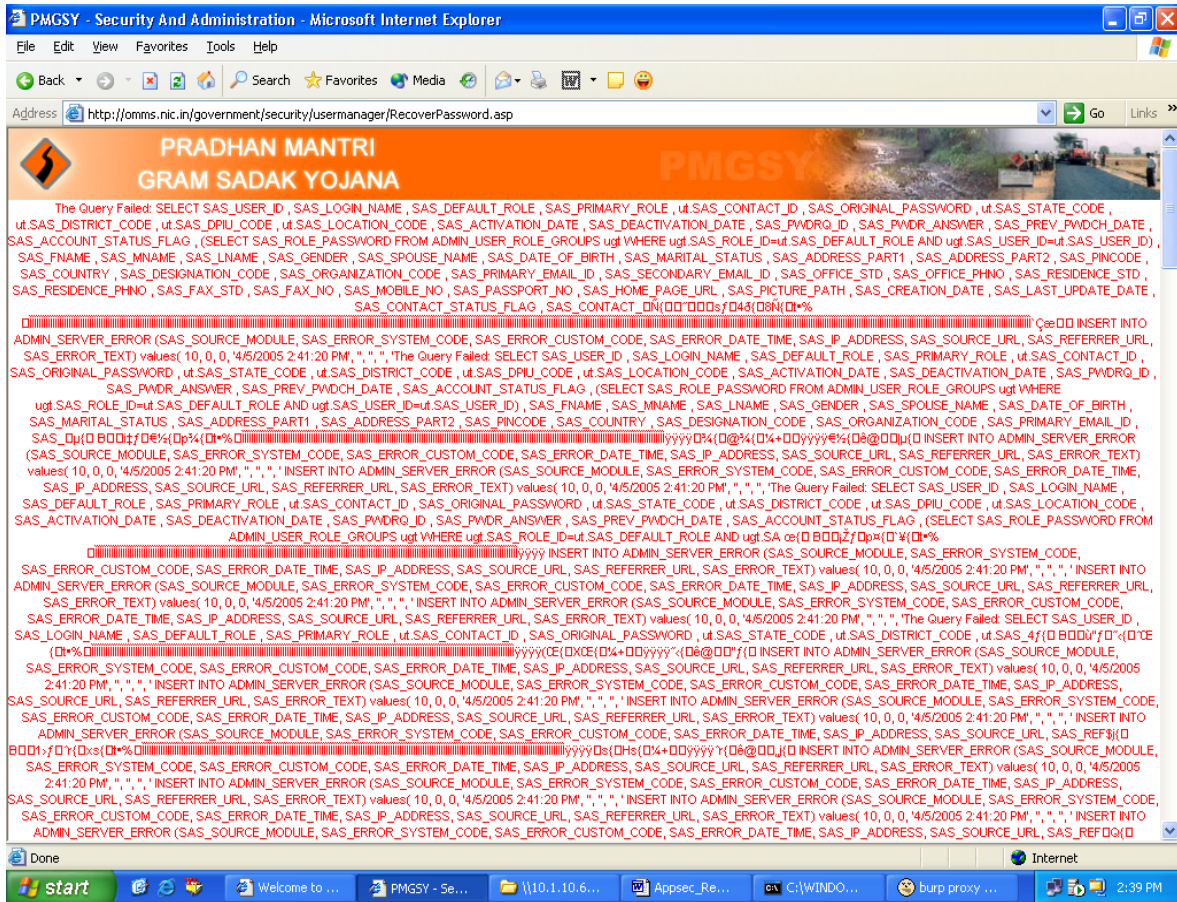 PMGSY - Security And Administration - Microsoft Internet Explorer
File Edit View Favorites Tools Help
Back Search Favorites Media
Address http://omms.nic.in/government/security/usermanager/RecoverPassword.asp Go Links »
PRADHAN MANTRI
GRAM SADAK YOJANA
PMGSY
The Query Failed: SELECT SAS_USER_ID , SAS_LOGIN_NAME , SAS_DEFAULT_ROLE , SAS_PRIMARY_ROLE , ut.SAS_CONTACT_ID , SAS_ORIGINAL_PASSWORD , ut.SAS_STATE_CODE ,
ut.SAS_DISTRICT_CODE , ut.SAS_DPIU_CODE , ut.SAS_LOCATION_CODE , SAS_ACTIVATION_DATE , SAS_DEACTIVATION_DATE , SAS_PWDRQ_ID , SAS_PWDR_ANSWER , SAS_PREV_PWDCH_DATE ,
SAS_ACCOUNT_STATUS_FLAG , (SELECT SAS_ROLE_PASSWORD FROM ADMIN_USER_ROLE_GROUPS ugt WHERE ugt.SAS_ROLE_ID=ut.SAS_DEFAULT_ROLE AND ugt.SAS_USER_ID=ut.SAS_USER_ID) ,
SAS_FNAME , SAS_MNAME , SAS_LNAME , SAS_GENDER , SAS_SPOUSE_NAME , SAS_DATE_OF_BIRTH , SAS_MARITAL_STATUS , SAS_ADDRESS_PART1 , SAS_ADDRESS_PART2 , SAS_PINCODE ,
SAS_COUNTRY , SAS_DESIGNATION_CODE , SAS_ORGANIZATION_CODE , SAS_PRIMARY_EMAIL_ID , SAS_SECONDARY_EMAIL_ID , SAS_OFFICE_STD , SAS_OFFICE_PHNO , SAS_RESIDENCE_STD ,
SAS_RESIDENCE_PHNO , SAS_FAX_STD , SAS_FAX_NO , SAS_MOBILE_NO , SAS_PASSPORT_NO , SAS_HOME_PAGE_URL , SAS_PICTURE_PATH , SAS_CREATION_DATE , SAS_LAST_UPDATE_DATE ,
SAS_CONTACT_STATUS_FLAG , SAS_CONTACT_
INSERT INTO
ADMIN_SERVER_ERROR (SAS_SOURCE_MODULE, SAS_ERROR_SYSTEM_CODE, SAS_ERROR_CUSTOM_CODE, SAS_ERROR_DATE_TIME, SAS_IP_ADDRESS, SAS_SOURCE_URL, SAS_REFERRER_URL,
SAS_ERROR_TEXT) values( 10, 0, 0, '4/5/2005 2:41:20 PM', '', '', '', 'The Query Failed: SELECT SAS_USER_ID , SAS_LOGIN_NAME , SAS_DEFAULT_ROLE , SAS_PRIMARY_ROLE , ut.SAS_CONTACT_ID ,
SAS_ORIGINAL_PASSWORD , ut.SAS_STATE_CODE , ut.SAS_DISTRICT_CODE , ut.SAS_DPIU_CODE , ut.SAS_LOCATION_CODE , SAS_ACTIVATION_DATE , SAS_DEACTIVATION_DATE , SAS_PWDRQ_ID ,
SAS_PWDR_ANSWER , SAS_PREV_PWDCH_DATE , SAS_ACCOUNT_STATUS_FLAG , (SELECT SAS_ROLE_PASSWORD FROM ADMIN_USER_ROLE_GROUPS ugt WHERE
ugt.SAS_ROLE_ID=ut.SAS_DEFAULT_ROLE AND ugt.SAS_USER_ID=ut.SAS_USER_ID) , SAS_FNAME , SAS_MNAME , SAS_LNAME , SAS_GENDER , SAS_SPOUSE_NAME , SAS_DATE_OF_BIRTH ,
SAS_MARITAL_STATUS , SAS_ADDRESS_PART1 , SAS_ADDRESS_PART2 , SAS_PINCODE , SAS_COUNTRY , SAS_DESIGNATION_CODE , SAS_ORGANIZATION_CODE , SAS_PRIMARY_EMAIL_ID ,
SAS_ INSERT INTO ADMIN_SERVER_ERROR
(SAS_SOURCE_MODULE, SAS_ERROR_SYSTEM_CODE, SAS_ERROR_CUSTOM_CODE, SAS_ERROR_DATE_TIME, SAS_IP_ADDRESS, SAS_SOURCE_URL, SAS_REFERRER_URL, SAS_ERROR_TEXT)
values( 10, 0, 0, '4/5/2005 2:41:20 PM', '', '', '', ' INSERT INTO ADMIN_SERVER_ERROR (SAS_SOURCE_MODULE, SAS_ERROR_SYSTEM_CODE, SAS_ERROR_CUSTOM_CODE, SAS_ERROR_DATE_TIME,
SAS_IP_ADDRESS, SAS_SOURCE_URL, SAS_REFERRER_URL, SAS_ERROR_TEXT) values( 10, 0, 0, '4/5/2005 2:41:20 PM', '', '', '', 'The Query Failed: SELECT SAS_USER_ID , SAS_LOGIN_NAME ,
SAS_DEFAULT_ROLE , SAS_PRIMARY_ROLE , ut.SAS_CONTACT_ID , SAS_ORIGINAL_PASSWORD , ut.SAS_STATE_CODE , ut.SAS_DISTRICT_CODE , ut.SAS_DPIU_CODE , ut.SAS_LOCATION_CODE ,
SAS_ACTIVATION_DATE , SAS_DEACTIVATION_DATE , SAS_PWDRQ_ID , SAS_PWDR_ANSWER , SAS_PREV_PWDCH_DATE , SAS_ACCOUNT_STATUS_FLAG , (SELECT SAS_ROLE_PASSWORD FROM
ADMIN_USER_ROLE_GROUPS ugt WHERE ugt.SAS_ROLE_ID=ut.SAS_DEFAULT_ROLE AND ugt.SA
INSERT INTO ADMIN_SERVER_ERROR (SAS_SOURCE_MODULE, SAS_ERROR_SYSTEM_CODE,
SAS_ERROR_CUSTOM_CODE, SAS_ERROR_DATE_TIME, SAS_IP_ADDRESS, SAS_SOURCE_URL, SAS_REFERRER_URL, SAS_ERROR_TEXT) values( 10, 0, 0, '4/5/2005 2:41:20 PM', '', '', '', ' INSERT INTO
ADMIN_SERVER_ERROR (SAS_SOURCE_MODULE, SAS_ERROR_SYSTEM_CODE, SAS_ERROR_CUSTOM_CODE, SAS_ERROR_DATE_TIME, SAS_IP_ADDRESS, SAS_SOURCE_URL, SAS_REFERRER_URL,
SAS_ERROR_TEXT) values( 10, 0, 0, '4/5/2005 2:41:20 PM', '', '', '', ' INSERT INTO ADMIN_SERVER_ERROR (SAS_SOURCE_MODULE, SAS_ERROR_SYSTEM_CODE, SAS_ERROR_CUSTOM_CODE,
SAS_ERROR_DATE_TIME, SAS_IP_ADDRESS, SAS_SOURCE_URL, SAS_REFERRER_URL, SAS_ERROR_TEXT) values( 10, 0, 0, '4/5/2005 2:41:20 PM', '', '', '', 'The Query Failed: SELECT SAS_USER_ID ,
SAS_LOGIN_NAME , SAS_DEFAULT_ROLE , SAS_PRIMARY_ROLE , ut.SAS_CONTACT_ID , SAS_ORIGINAL_PASSWORD , ut.SAS_STATE_CODE , ut.SAS_DISTRICT_CODE , ut.SAS_
INSERT INTO ADMIN_SERVER_ERROR (SAS_SOURCE_MODULE,
SAS_ERROR_SYSTEM_CODE, SAS_ERROR_CUSTOM_CODE, SAS_ERROR_DATE_TIME, SAS_IP_ADDRESS, SAS_SOURCE_URL, SAS_REFERRER_URL, SAS_ERROR_TEXT) values( 10, 0, 0, '4/5/2005
2:41:20 PM', '', '', '', ' INSERT INTO ADMIN_SERVER_ERROR (SAS_SOURCE_MODULE, SAS_ERROR_SYSTEM_CODE, SAS_ERROR_CUSTOM_CODE, SAS_ERROR_DATE_TIME, SAS_IP_ADDRESS,
SAS_SOURCE_URL, SAS_REFERRER_URL, SAS_ERROR_TEXT) values( 10, 0, 0, '4/5/2005 2:41:20 PM', '', '', '', ' INSERT INTO ADMIN_SERVER_ERROR (SAS_SOURCE_MODULE, SAS_ERROR_SYSTEM_CODE,
SAS_ERROR_CUSTOM_CODE, SAS_ERROR_DATE_TIME, SAS_IP_ADDRESS, SAS_SOURCE_URL, SAS_REFERRER_URL, SAS_ERROR_TEXT) values( 10, 0, 0, '4/5/2005 2:41:20 PM', '', '', '', ' INSERT INTO
ADMIN_SERVER_ERROR (SAS_SOURCE_MODULE, SAS_ERROR_SYSTEM_CODE, SAS_ERROR_CUSTOM_CODE, SAS_ERROR_DATE_TIME, SAS_IP_ADDRESS, SAS_SOURCE_URL,
INSERT INTO ADMIN_SERVER_ERROR (SAS_SOURCE_MODULE,
SAS_ERROR_SYSTEM_CODE, SAS_ERROR_CUSTOM_CODE, SAS_ERROR_DATE_TIME, SAS_IP_ADDRESS, SAS_SOURCE_URL, SAS_REFERRER_URL, SAS_ERROR_TEXT) values( 10, 0, 0, '4/5/2005
2:41:20 PM', '', '', '', ' INSERT INTO ADMIN_SERVER_ERROR (SAS_SOURCE_MODULE, SAS_ERROR_SYSTEM_CODE, SAS_ERROR_CUSTOM_CODE, SAS_ERROR_DATE_TIME, SAS_IP_ADDRESS,
SAS_SOURCE_URL, SAS_REFERRER_URL, SAS_ERROR_TEXT) values( 10, 0, 0, '4/5/2005 2:41:20 PM', '', '', '', ' INSERT INTO ADMIN_SERVER_ERROR (SAS_SOURCE_MODULE, SAS_ERROR_SYSTEM_CODE,
SAS_ERROR_CUSTOM_CODE, SAS_ERROR_DATE_TIME, SAS_IP_ADDRESS, SAS_SOURCE_URL, SAS_REFERRER_URL, SAS_ERROR_TEXT) values( 10, 0, 0, '4/5/2005 2:41:20 PM', '', '', '', ' INSERT INTO
ADMIN_SERVER_ERROR (SAS_SOURCE_MODULE, SAS_ERROR_SYSTEM_CODE, SAS_ERROR_CUSTOM_CODE, SAS_ERROR_DATE_TIME, SAS_IP_ADDRESS, SAS_SOURCE_URL,
Done Internet
start Welcome to ... PMGSY - Se... \\10.1.10.6... Appsec_Re... C:\WINDO... burp proxy ... 2:39 PM